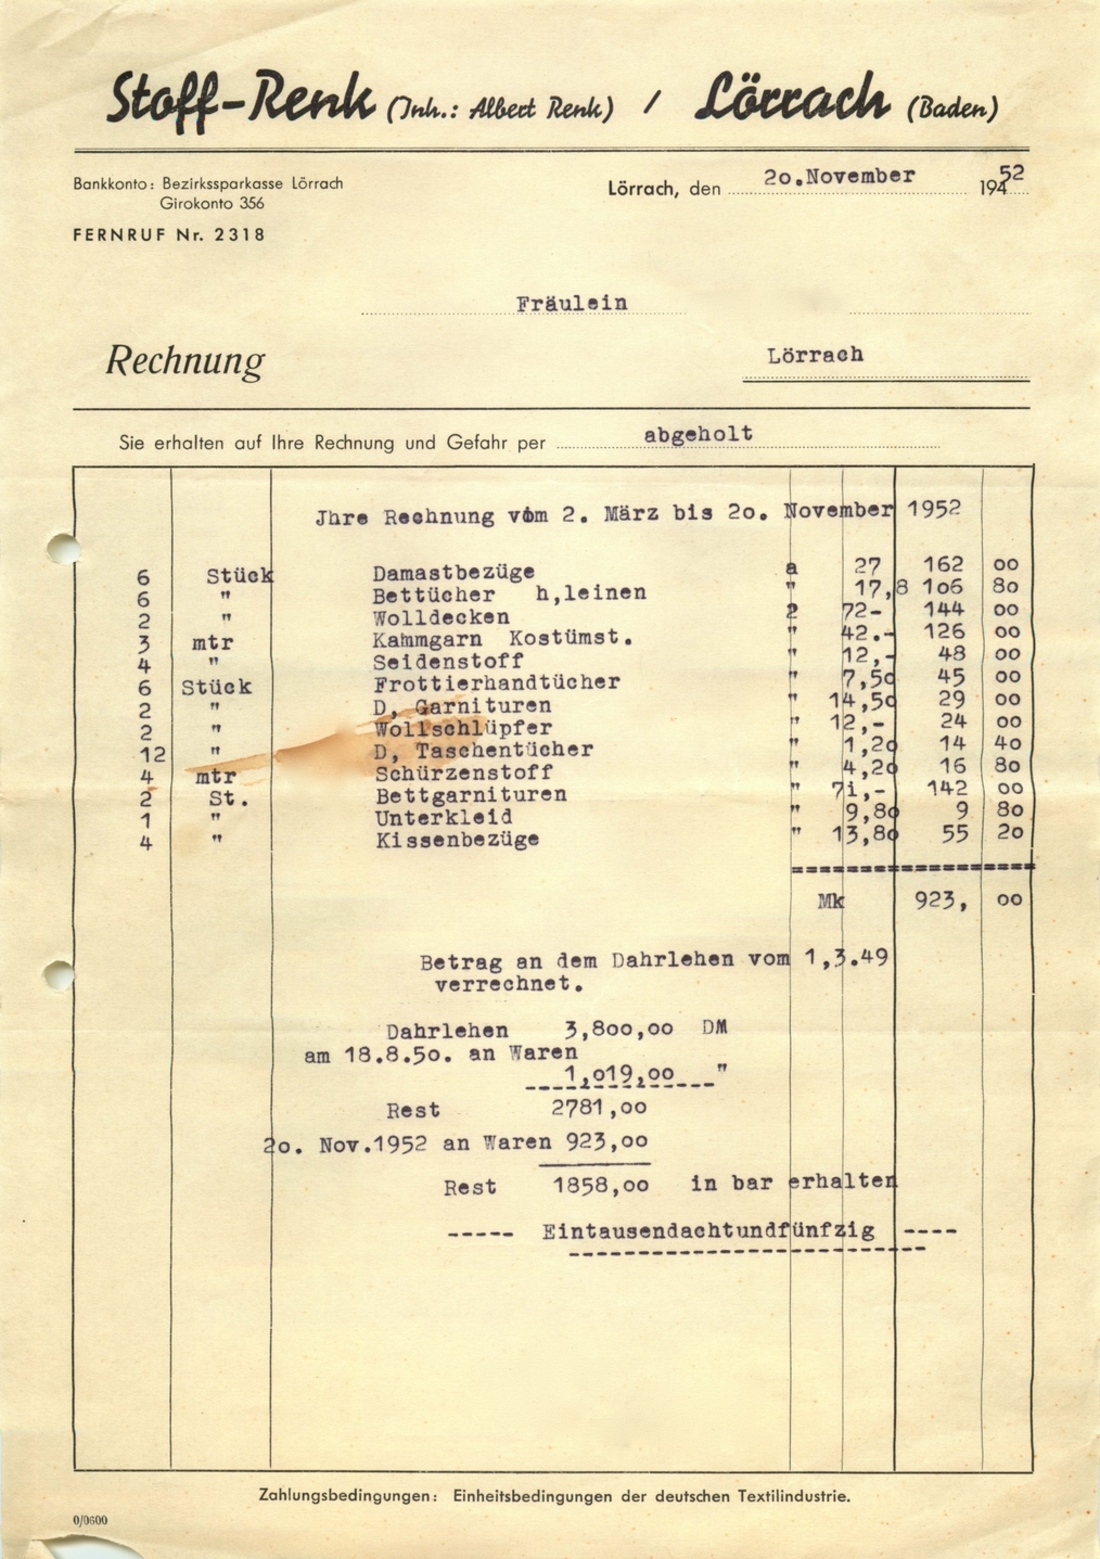 Stoff-Renk (Inh.: Albert Renk) / Lörrach (Baden)
Bankkonto: Bezirkssparkasse Lörrach
Girokonto 356
FERNRUF Nr. 2318
Lörrach, den 2o.November 194 52
Fräulein
Rechnung
Lörrach
Sie erhalten auf Ihre Rechnung und Gefahr per abgeholt
Jhre Rechnung vom 2. März bis 2o. November 1952
6 Stück Damastbezüge a 27 162 oo
6 " Bettücher h,leinen " 17,8 1o6 8o
2 " Wolldecken 2 72- 144 oo
3 mtr Kammgarn Kostümst. " 42.- 126 oo
4 " Seidenstoff " 12,- 48 oo
6 Stück Frottierhandtücher " 7,5o 45 oo
2 " D, Garnituren " 14,5o 29 oo
2 " Wollschlüpfer " 12,- 24 oo
12 " D, Taschentücher " 1,2o 14 4o
4 mtr Schürzenstoff " 4,2o 16 8o
2 St. Bettgarnituren " 71,- 142 oo
1 " Unterkleid " 9,8o 9 8o
4 " Kissenbezüge " 13,8o 55 2o
Mk 923, oo
Betrag an dem Dahrlehen vom 1,3.49
verrechnet.
Dahrlehen 3,8oo,oo DM
am 18.8.5o. an Waren
1,o19,oo "
Rest 2781,oo
2o. Nov.1952 an Waren 923,oo
Rest 1858,oo in bar erhalten
----- Eintausendachtundfünfzig ----
Zahlungsbedingungen: Einheitsbedingungen der deutschen Textilindustrie.
0/0600